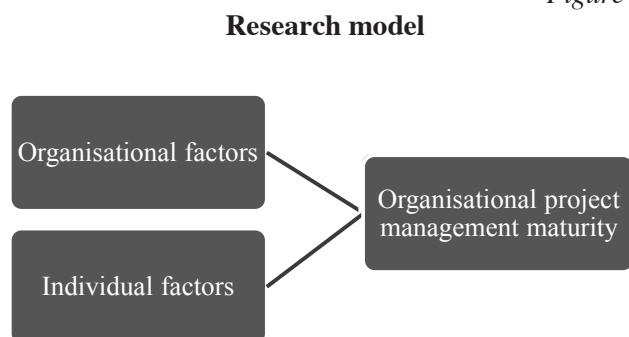 Figure
Research model
Organisational factors
Organisational project
management maturity
Individual factors